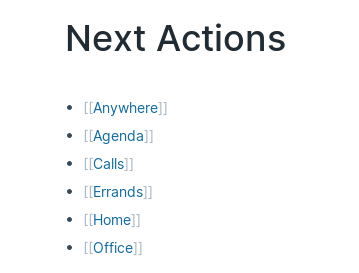 Next Actions
[[Anywhere]]
[[Agenda]]
[[Calls]]
[[Errands]]
[[Home]]
[[Office]]